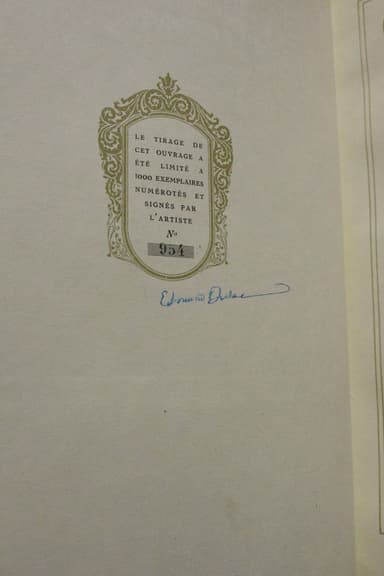 LE TIRAGE DE
CET OUVRAGE A
ÉTÉ LIMITÉ A
1000 EXEMPLAIRES
NUMÉROTÉS ET
SIGNÉS PAR
L'ARTISTE
No
954
Edmund Dulac